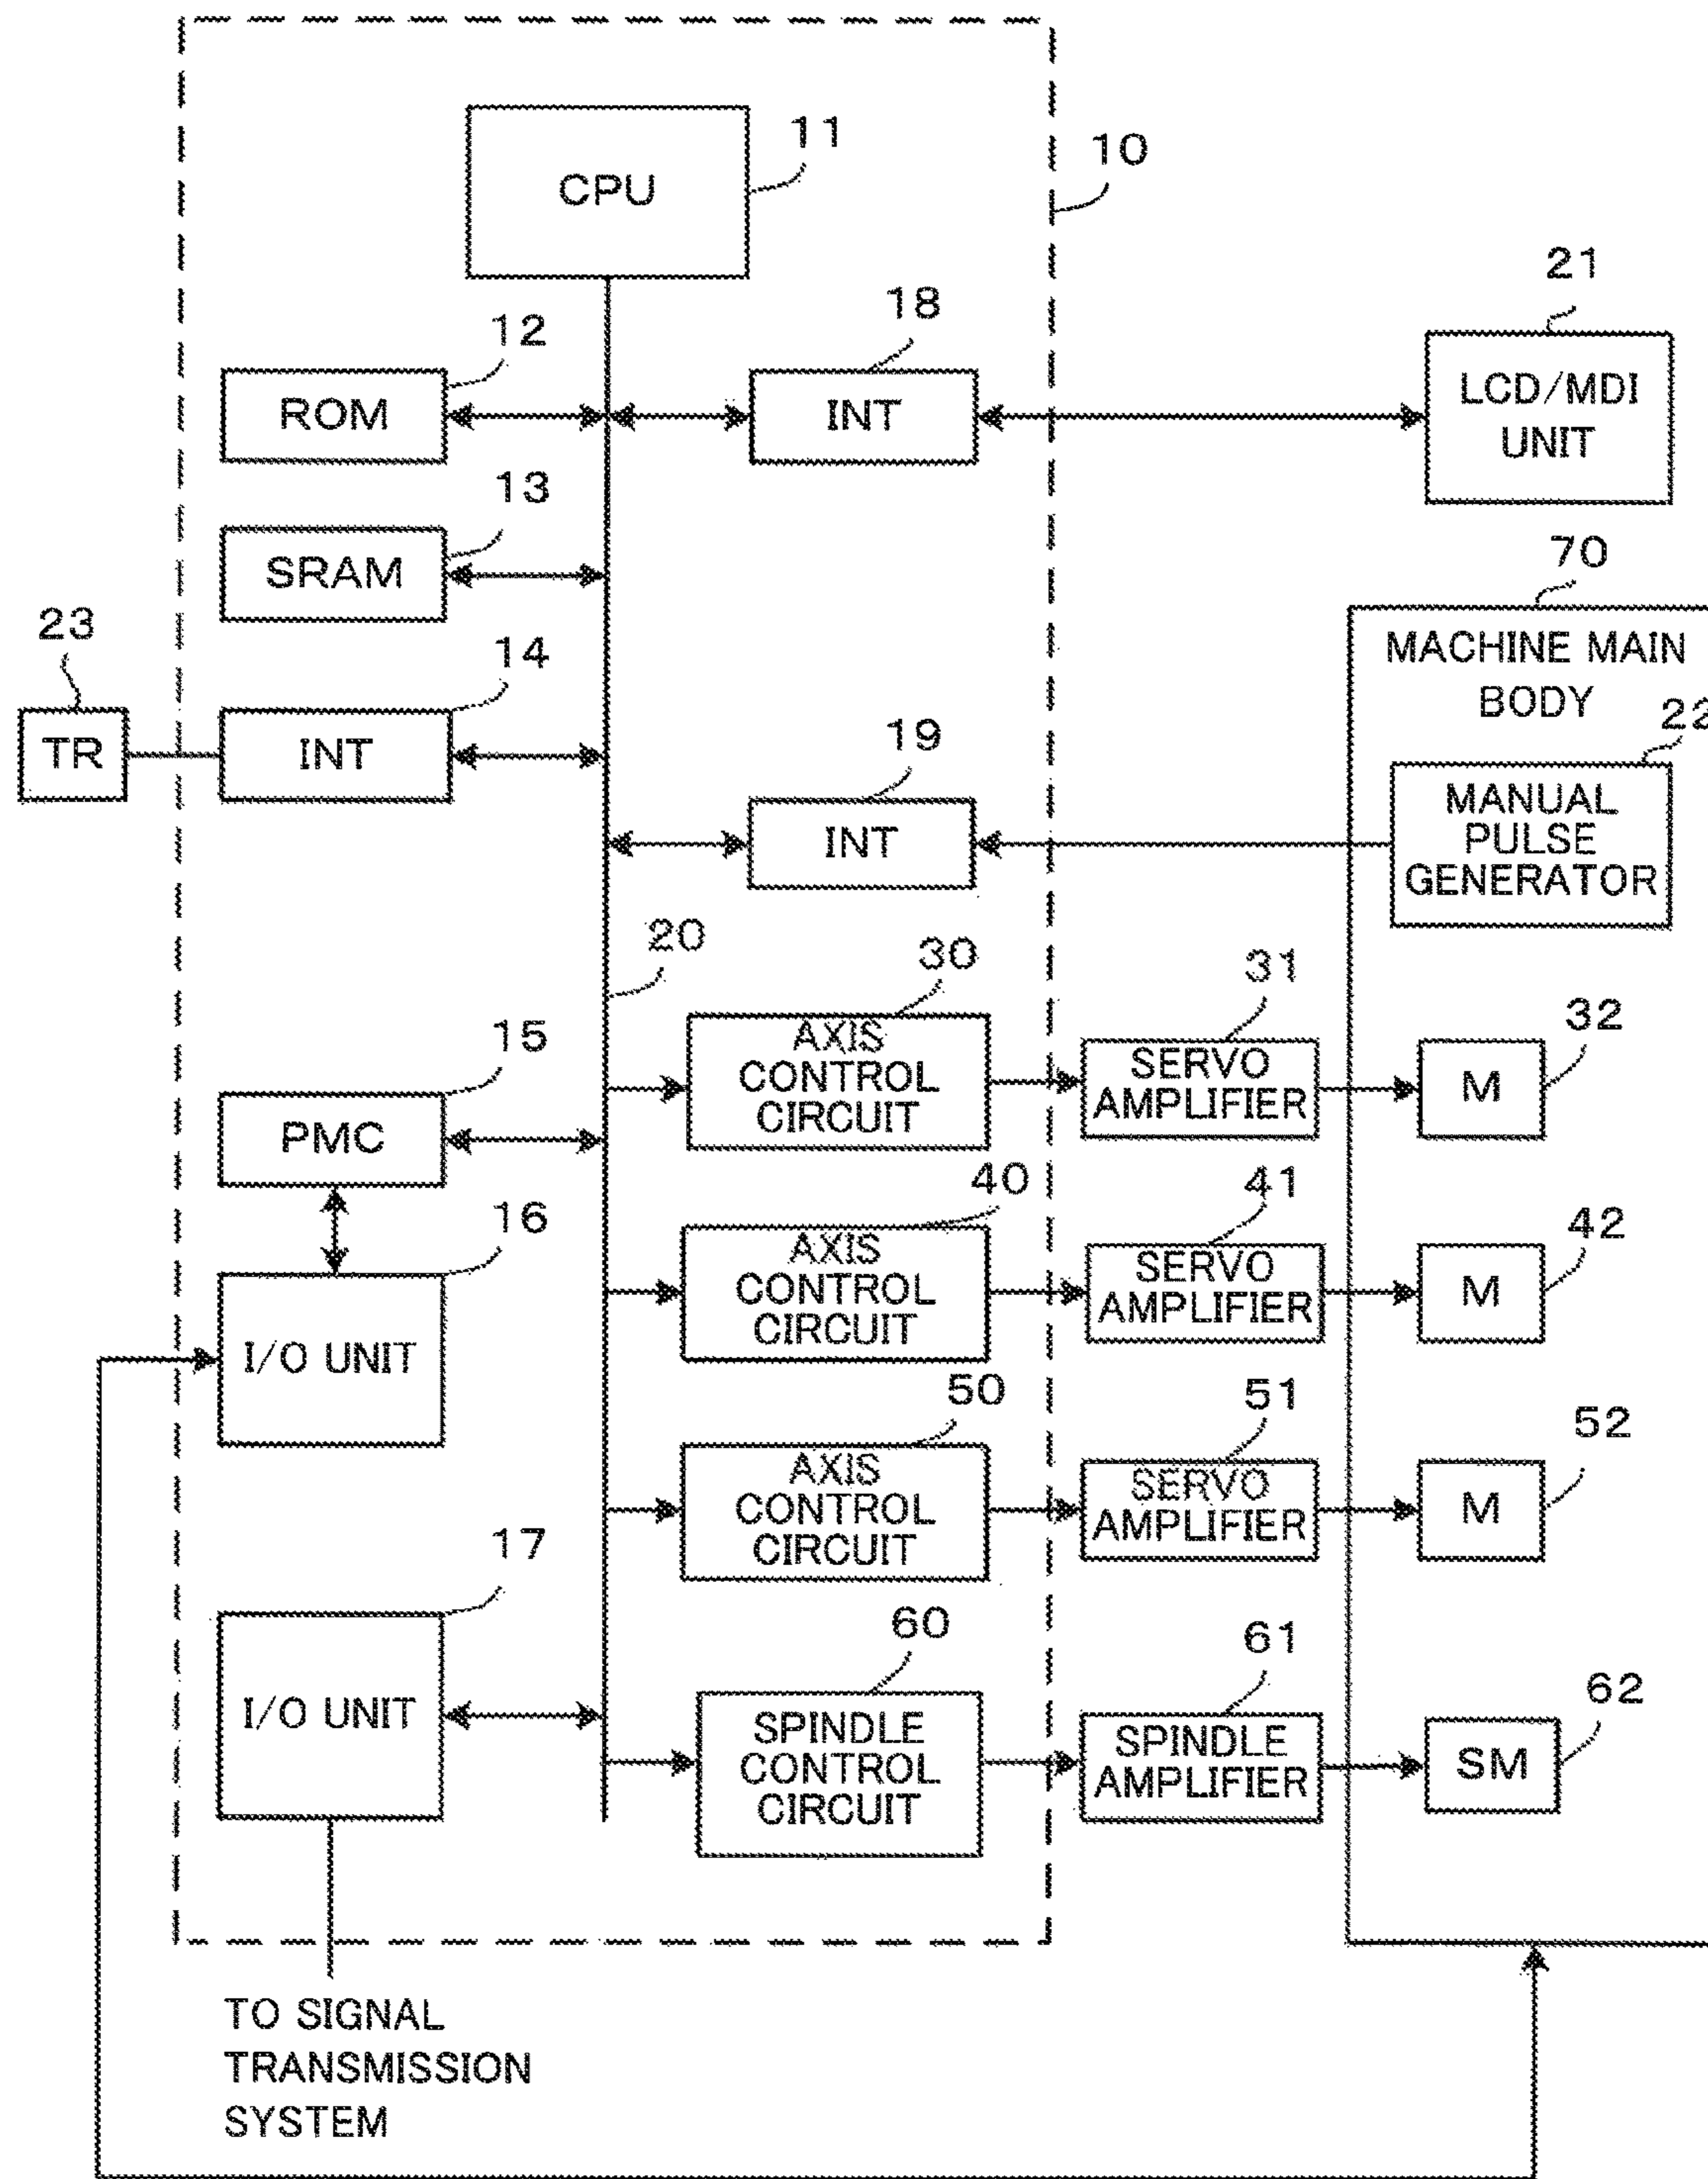 11
CPU
10
21
LCD/MDI
UNIT
12
ROM
18
INT
13
SRAM
70
MACHINE MAIN
BODY
23
TR
14
INT
19
INT
22
MANUAL
PULSE
GENERATOR
20
30
AXIS
CONTROL
CIRCUIT
31
SERVO
AMPLIFIER
32
M
15
PMC
40
AXIS
CONTROL
CIRCUIT
41
SERVO
AMPLIFIER
42
M
16
I/O UNIT
50
AXIS
CONTROL
CIRCUIT
51
SERVO
AMPLIFIER
52
M
17
I/O UNIT
60
SPINDLE
CONTROL
CIRCUIT
61
SPINDLE
AMPLIFIER
62
SM
TO SIGNAL
TRANSMISSION
SYSTEM